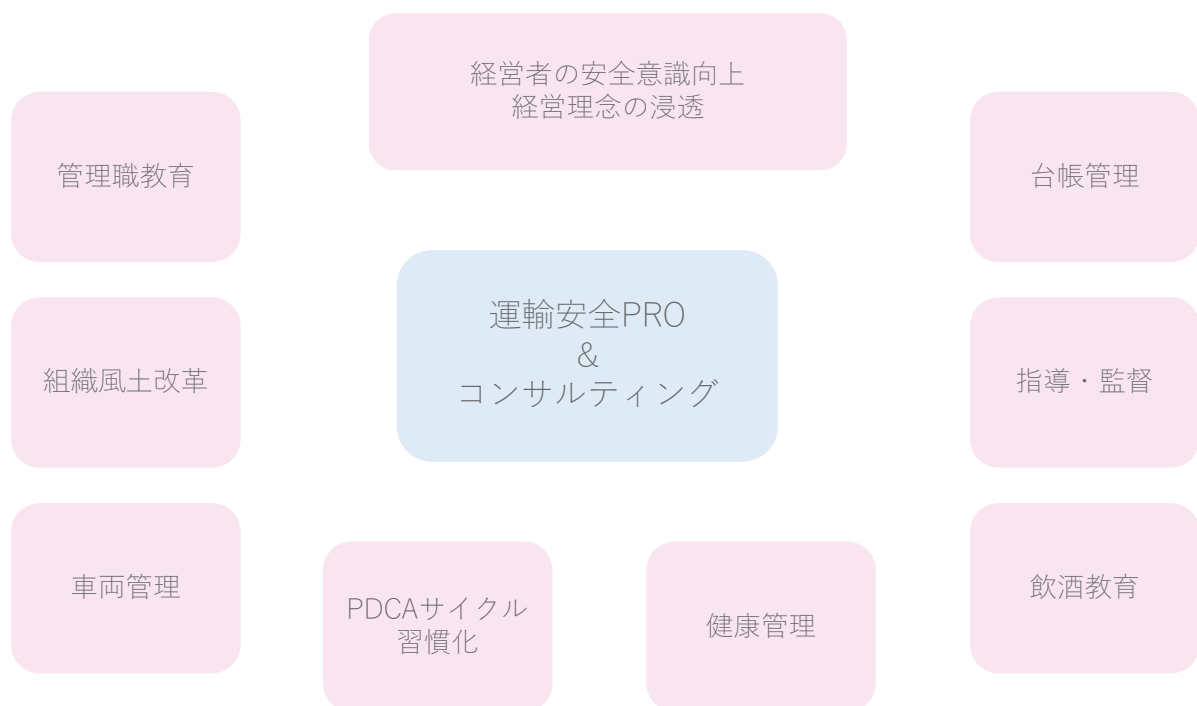 経営者の安全意識向上
経営理念の浸透
管理職教育
台帳管理
運輸安全PRO
&
コンサルティング
組織風土改革
指導・監督
車両管理
PDCAサイクル
習慣化
健康管理
飲酒教育